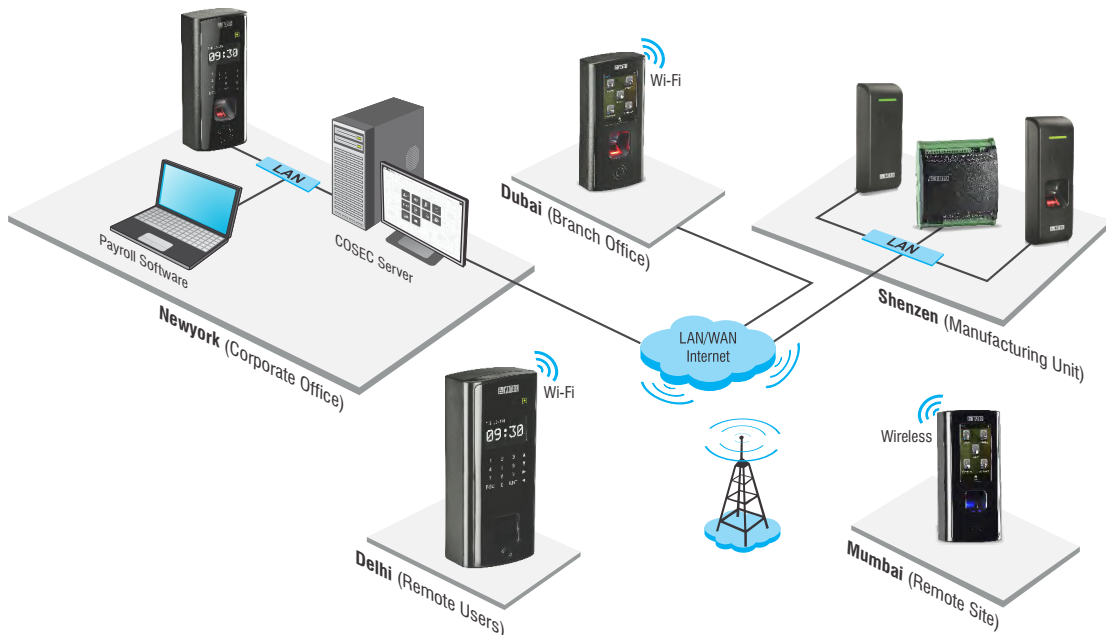 09:30
LAN
Payroll Software
COSEC Server
Newyork (Corporate Office)
Wi-Fi
Dubai (Branch Office)
LAN
Shenzen (Manufacturing Unit)
LAN/WAN
Internet
Wi-Fi
09:30
Delhi (Remote Users)
Wireless
Mumbai (Remote Site)